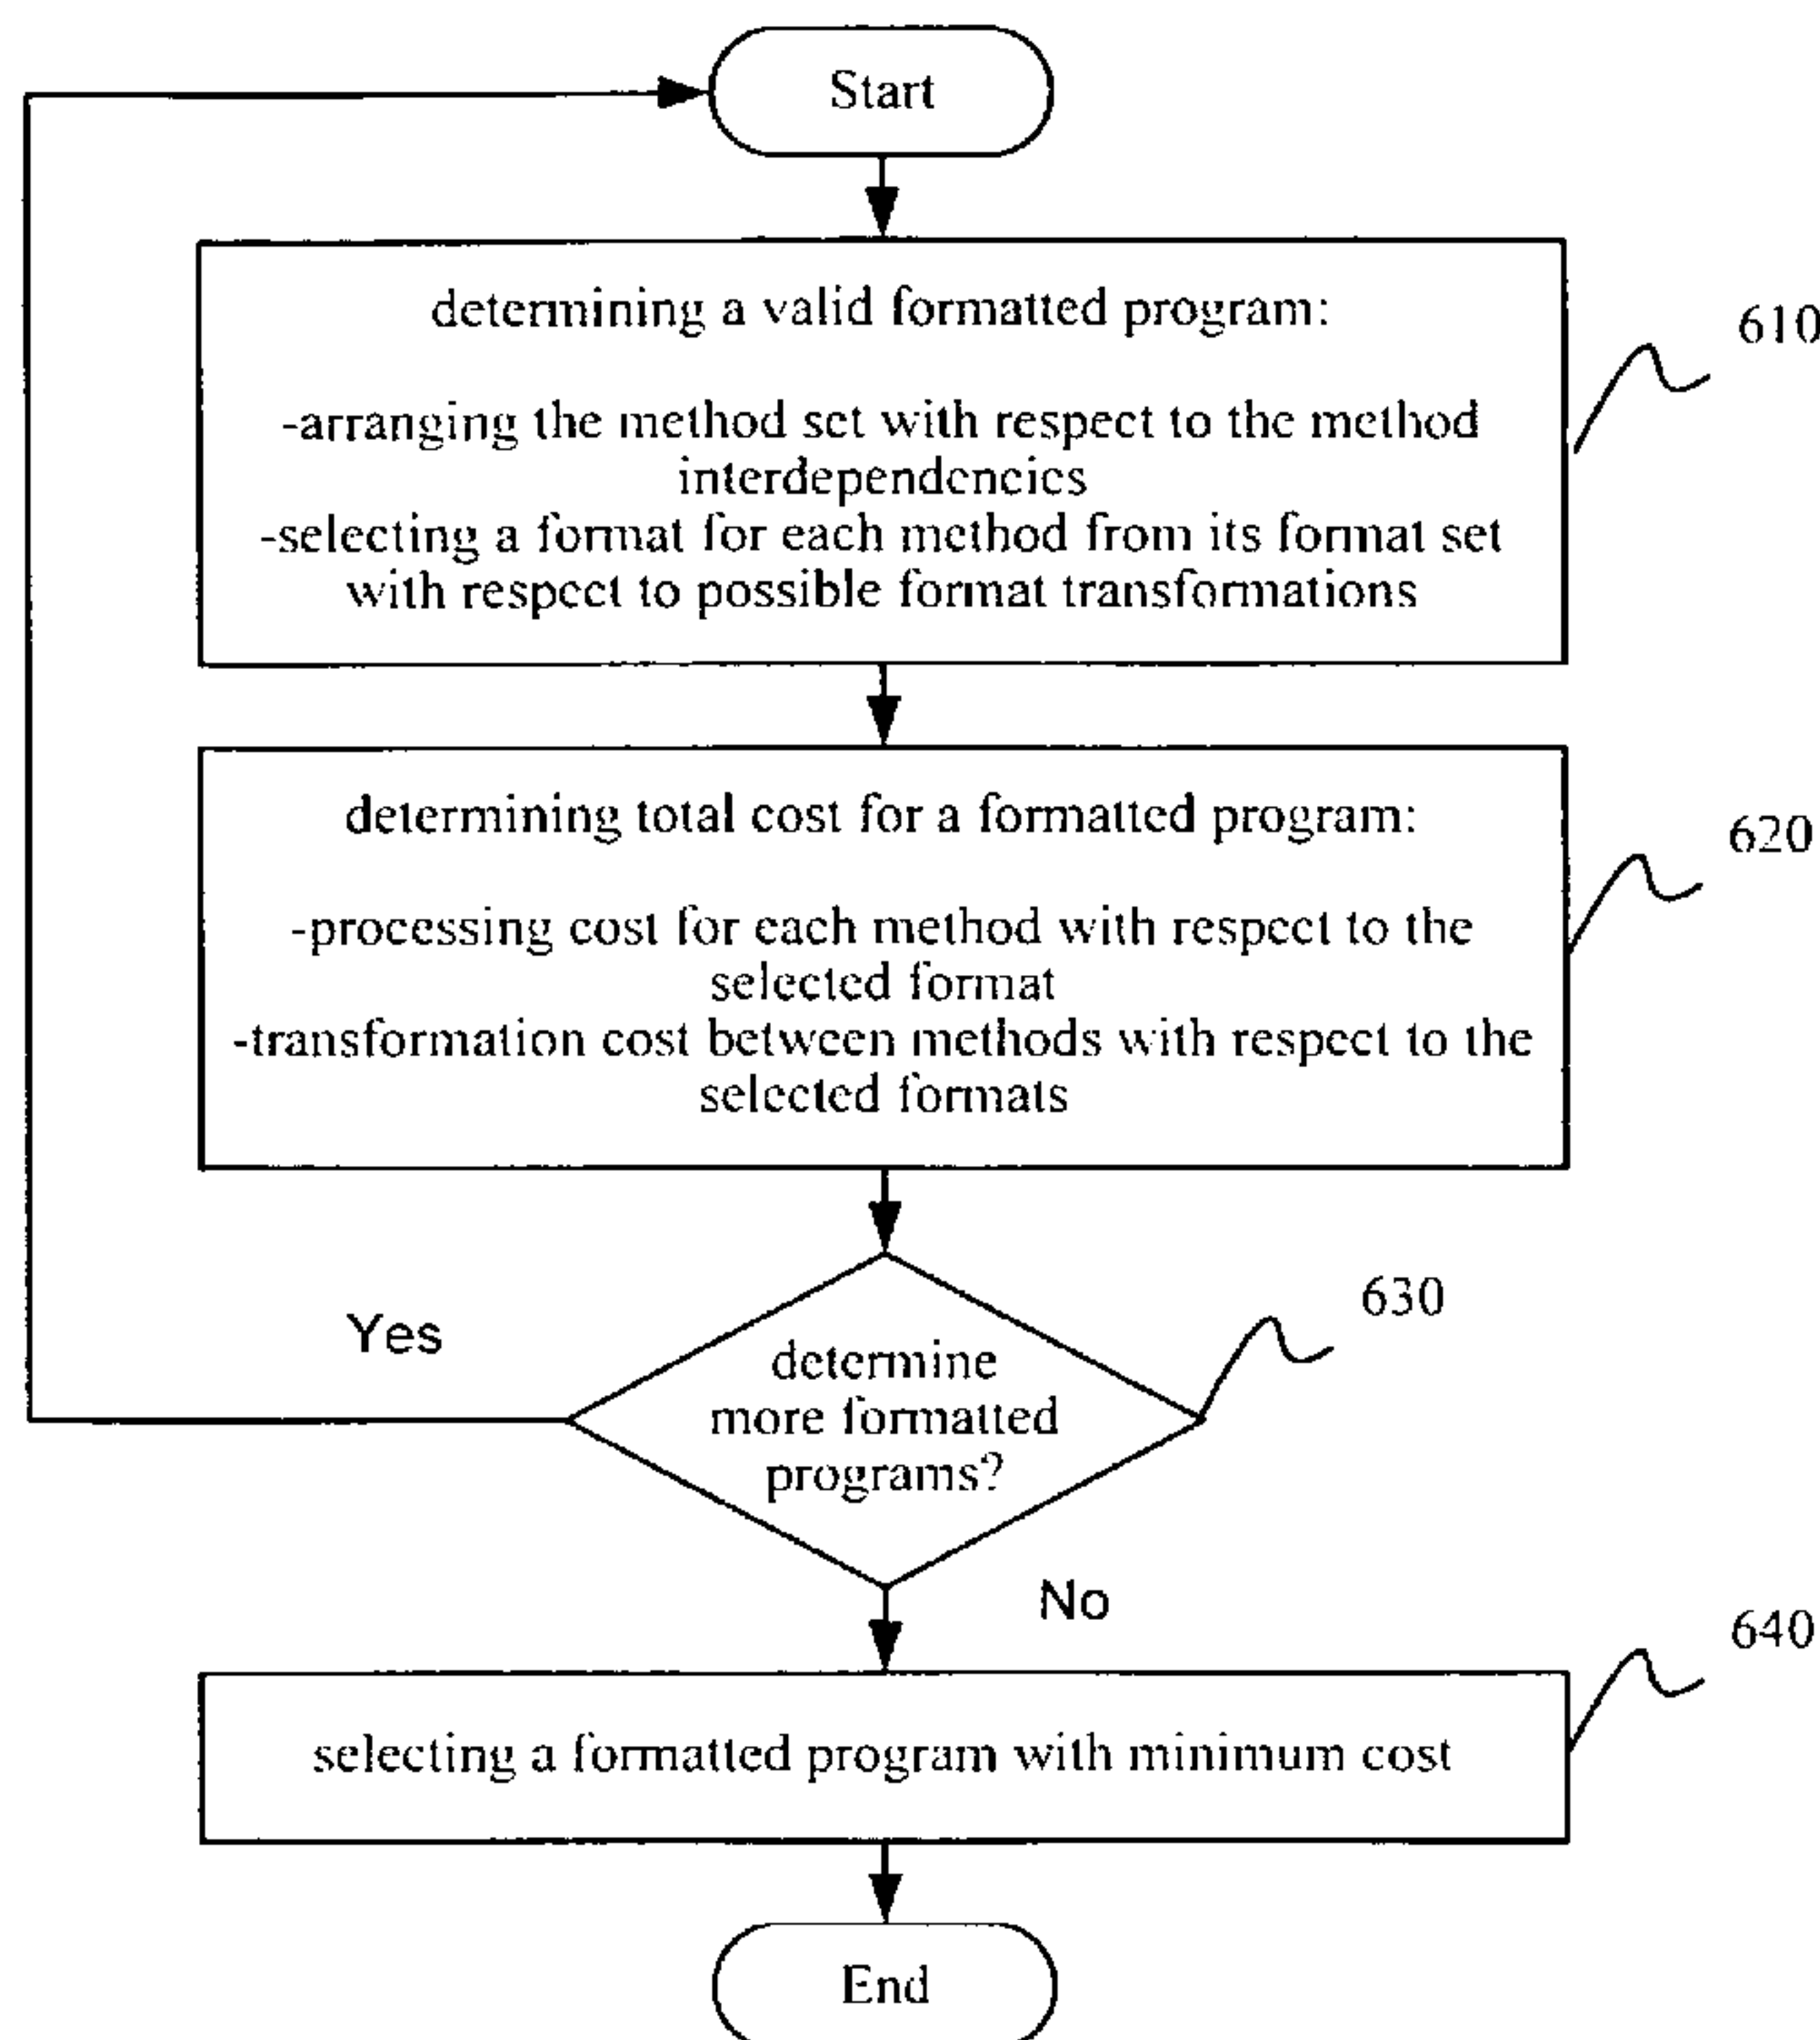 Start
determining a valid formatted program:
610
-arranging the method set with respect to the method
interdependencies
-selecting a format for each method from its format set
with respect to possible format transformations
determining total cost for a formatted program:
620
-processing cost for each method with respect to the
selected format
-transformation cost between methods with respect to the
selected formats
630
Yes
determine
more formatted
programs?
No
640
selecting a formatted program with minimum cost
End